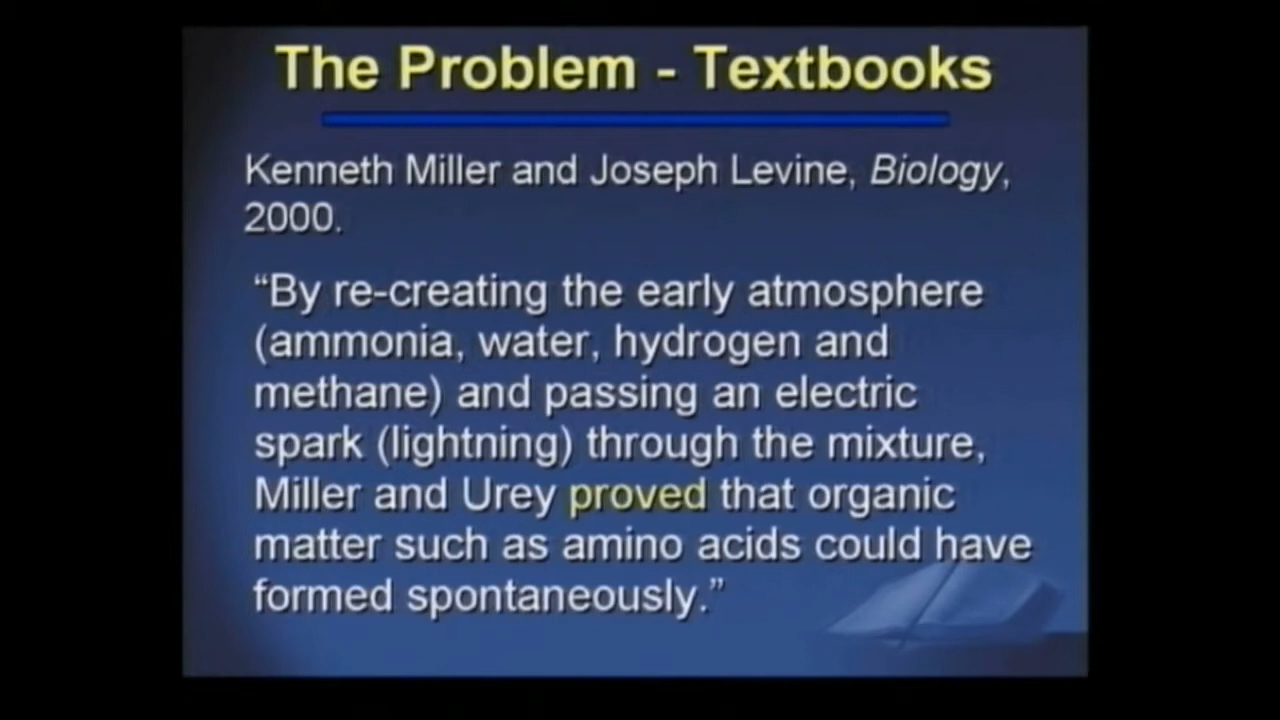 The Problem - Textbooks
Kenneth Miller and Joseph Levine, Biology,
2000.
“By re-creating the early atmosphere
(ammonia, water, hydrogen and
methane) and passing an electric
spark (lightning) through the mixture,
Miller and Urey proved that organic
matter such as amino acids could have
formed spontaneously.”